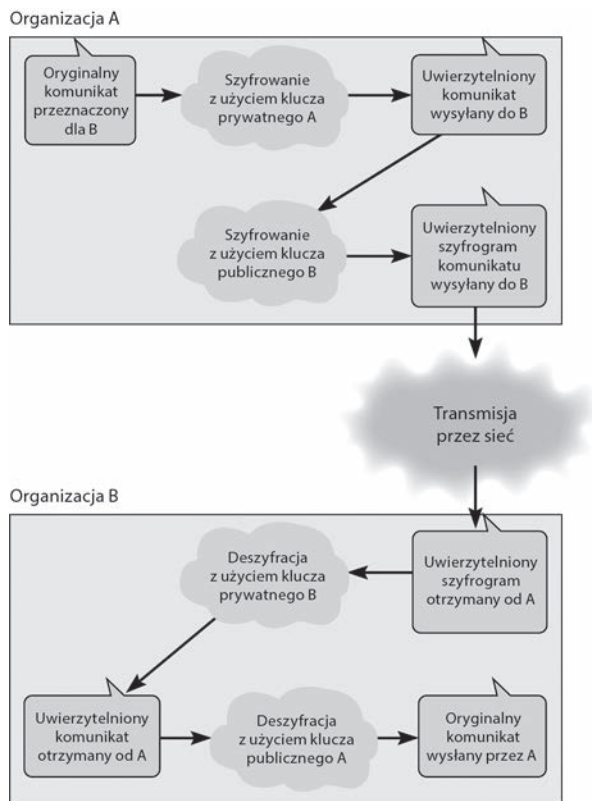 Organizacja A
Oryginalny
komunikat
przeznaczony
dla B
Szyfrowanie
z użyciem klucza
prywatnego A
Uwierzytelniony
komunikat
wysyłany do B
Szyfrowanie
z użyciem klucza
publicznego B
Uwierzytelniony
szyfrogram
komunikatu
wysyłany do B
Transmisja
przez sieć
Organizacja B
Uwierzytelniony
szyfrogram
otrzymany od A
Deszyfracja
z użyciem klucza
prywatnego B
Uwierzytelniony
komunikat
otrzymany od A
Deszyfracja
z użyciem klucza
publicznego A
Oryginalny
komunikat
wysłany przez A